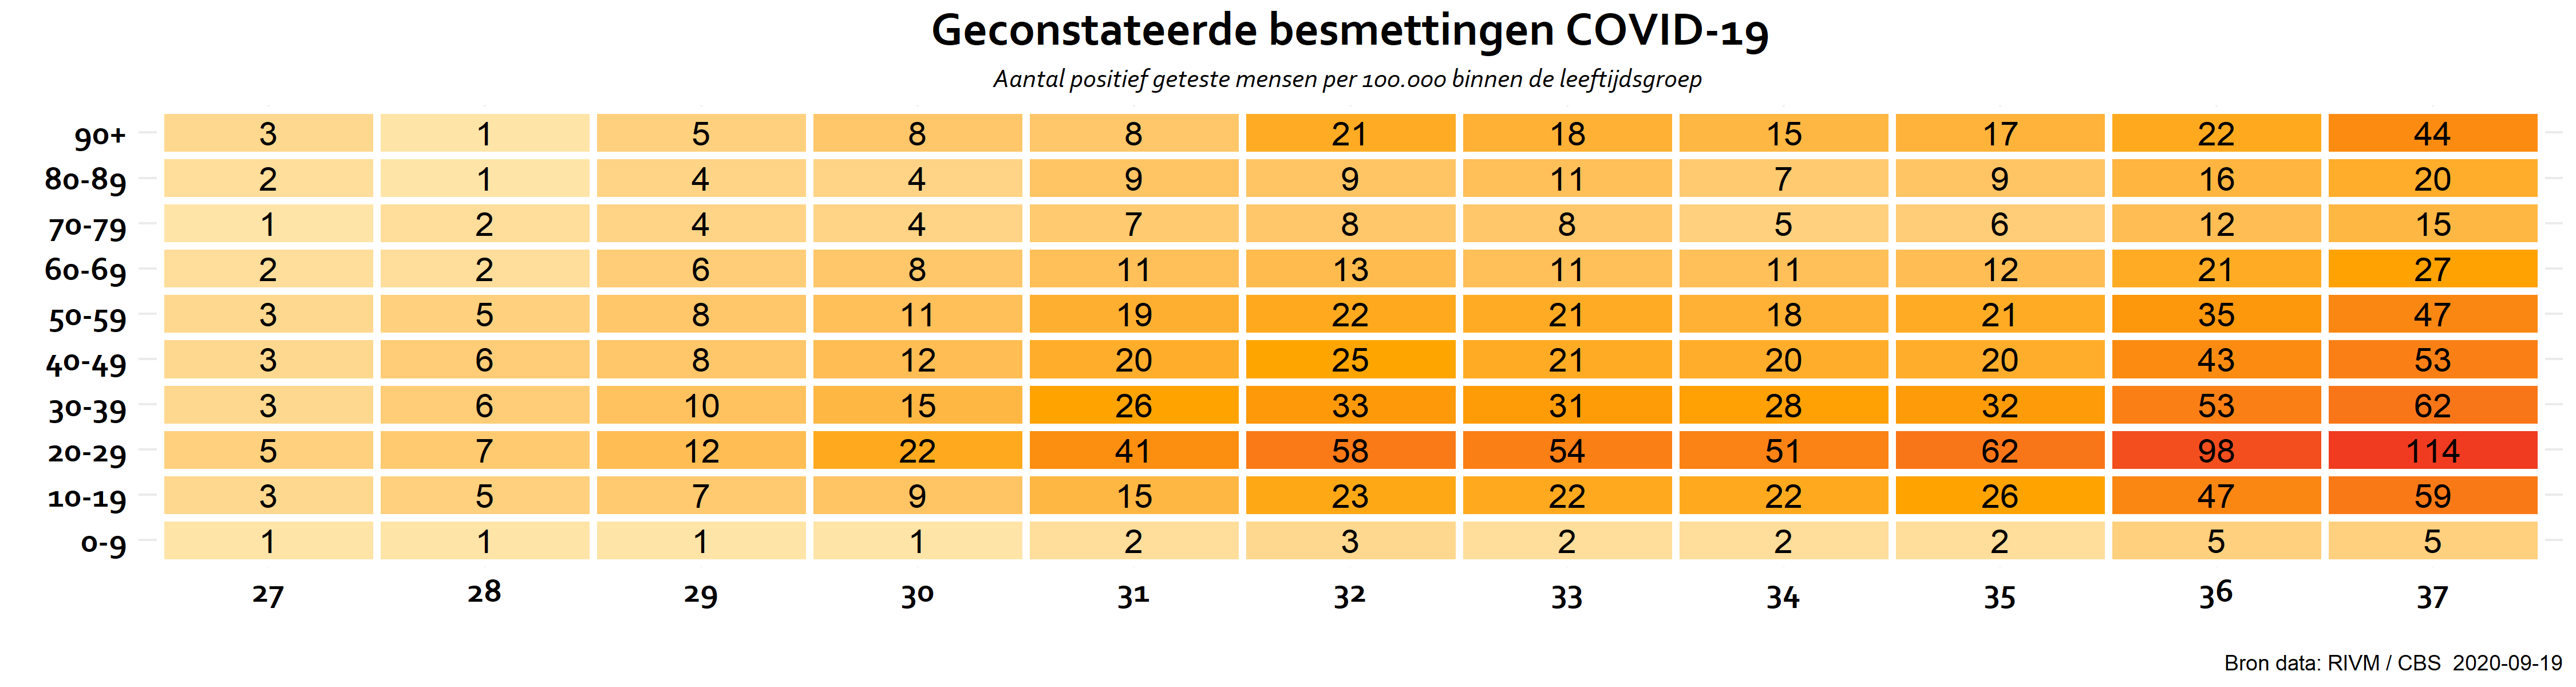 Geconstateerde besmettingen COVID-19
Aantal positief geteste mensen per 100.000 binnen de leeftijdsgroep
90+ 3 1 5 8 8 21 18 15 17 22 44
80-89 2 1 4 4 9 9 11 7 9 16 20
70-79 1 2 4 4 7 8 8 5 6 12 15
60-69 2 2 6 8 11 13 11 11 12 21 27
50-59 3 5 8 11 19 22 21 18 21 35 47
40-49 3 6 8 12 20 25 21 20 20 43 53
30-39 3 6 10 15 26 33 31 28 32 53 62
20-29 5 7 12 22 41 58 54 51 62 98 114
10-19 3 5 7 9 15 23 22 22 26 47 59
0-9 1 1 1 1 2 3 2 2 2 5 5
27 28 29 30 31 32 33 34 35 36 37
Bron data: RIVM / CBS 2020-09-19